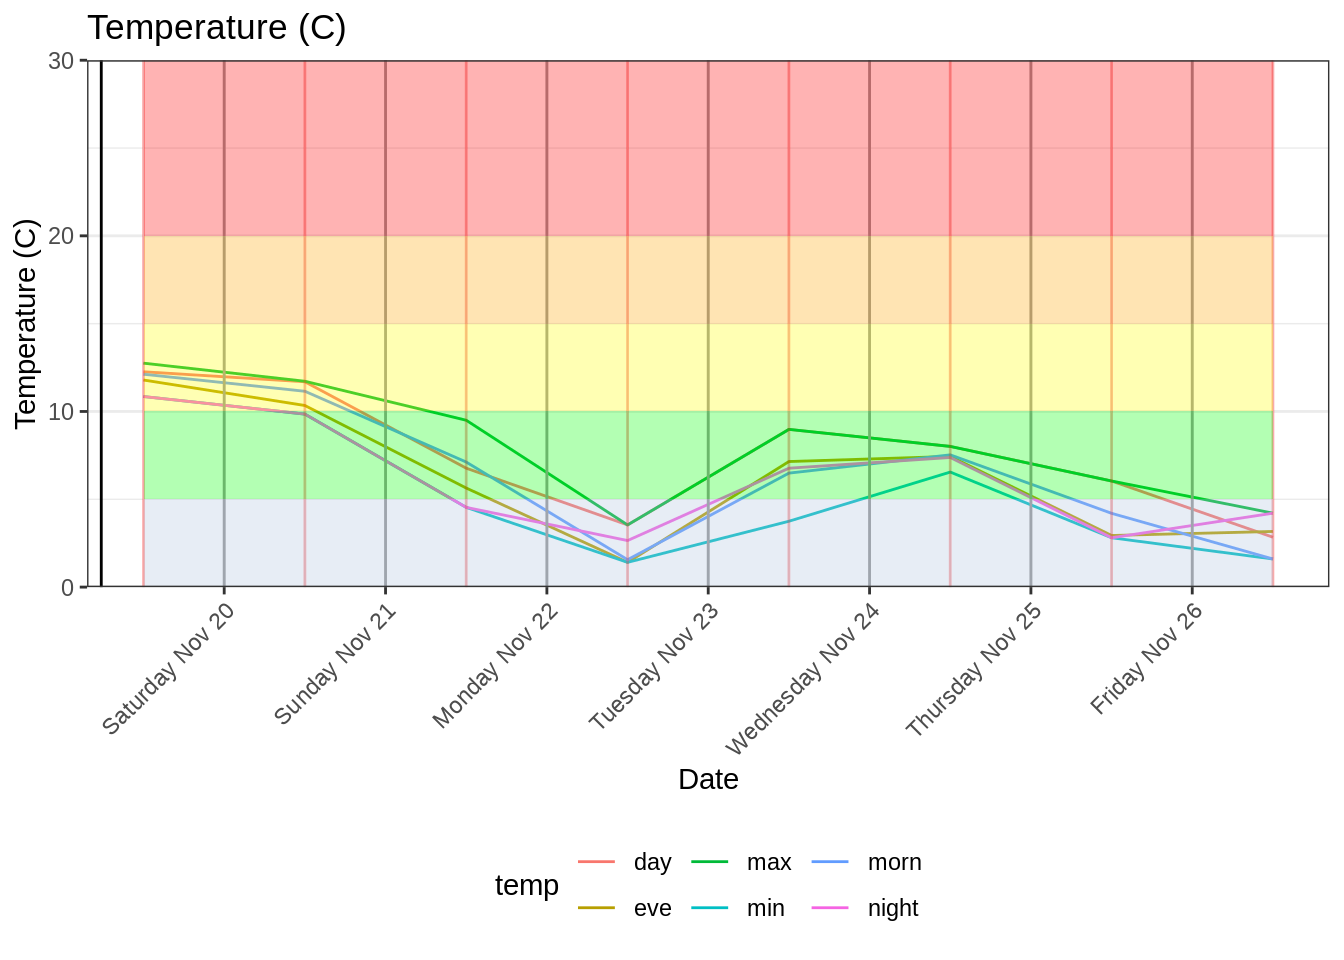 Temperature (C)
Temperature (C)
30
20
10
0
Saturday Nov 20
Sunday Nov 21
Monday Nov 22
Tuesday Nov 23
Wednesday Nov 24
Thursday Nov 25
Friday Nov 26
Date
temp
day max morn
eve min night